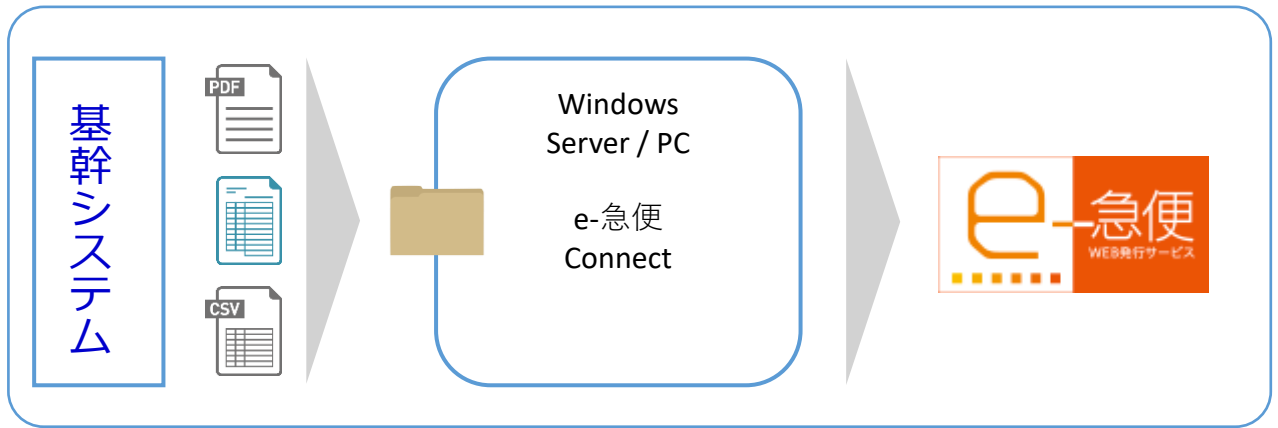 基幹システム
PDF
CSV
Windows
Server / PC
e-急便
Connect
e-急便
WEB発行サービス